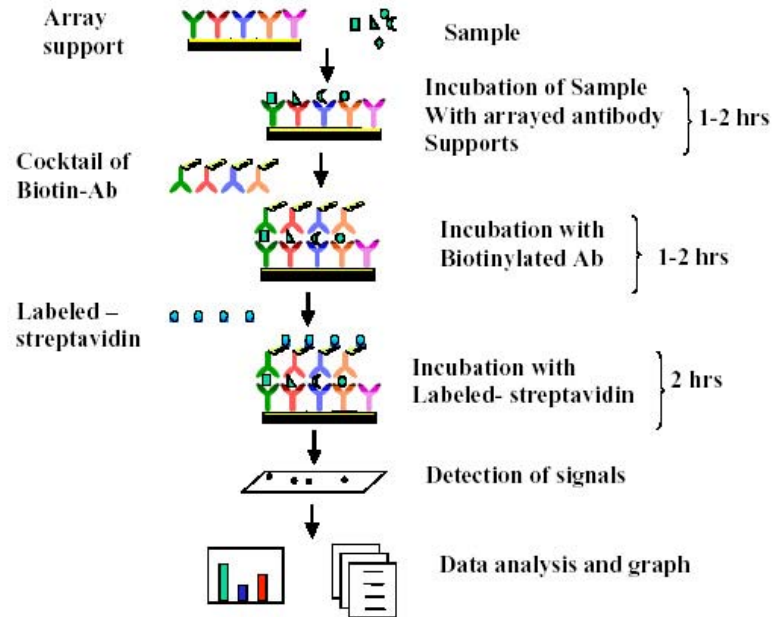 Array
support
Sample
Incubation of Sample
With arrayed antibody
Supports
1-2 hrs
Cocktail of
Biotin-Ab
Incubation with
Biotinylated Ab
1-2 hrs
Labeled –
streptavidin
Incubation with
Labeled- streptavidin
2 hrs
Detection of signals
Data analysis and graph